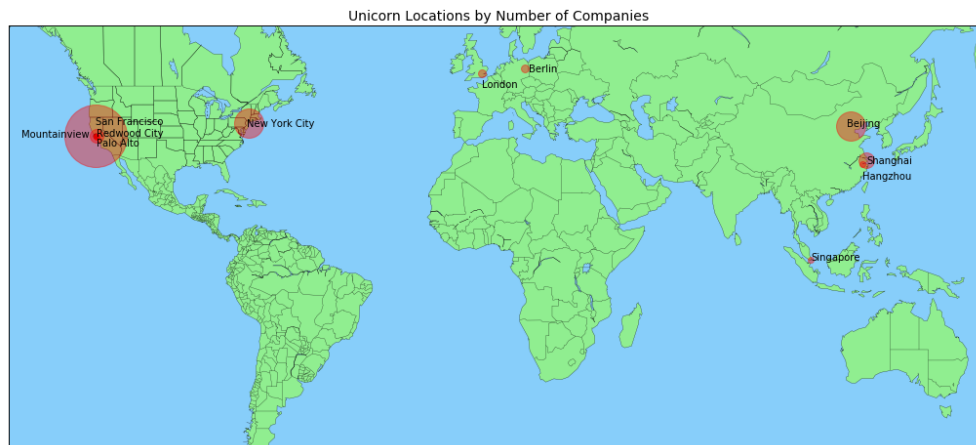 Unicorn Locations by Number of Companies
London
Berlin
San Francisco
New York City
Mountainview
Redwood City
Palo Alto
Beijing
Shanghai
Hangzhou
Singapore